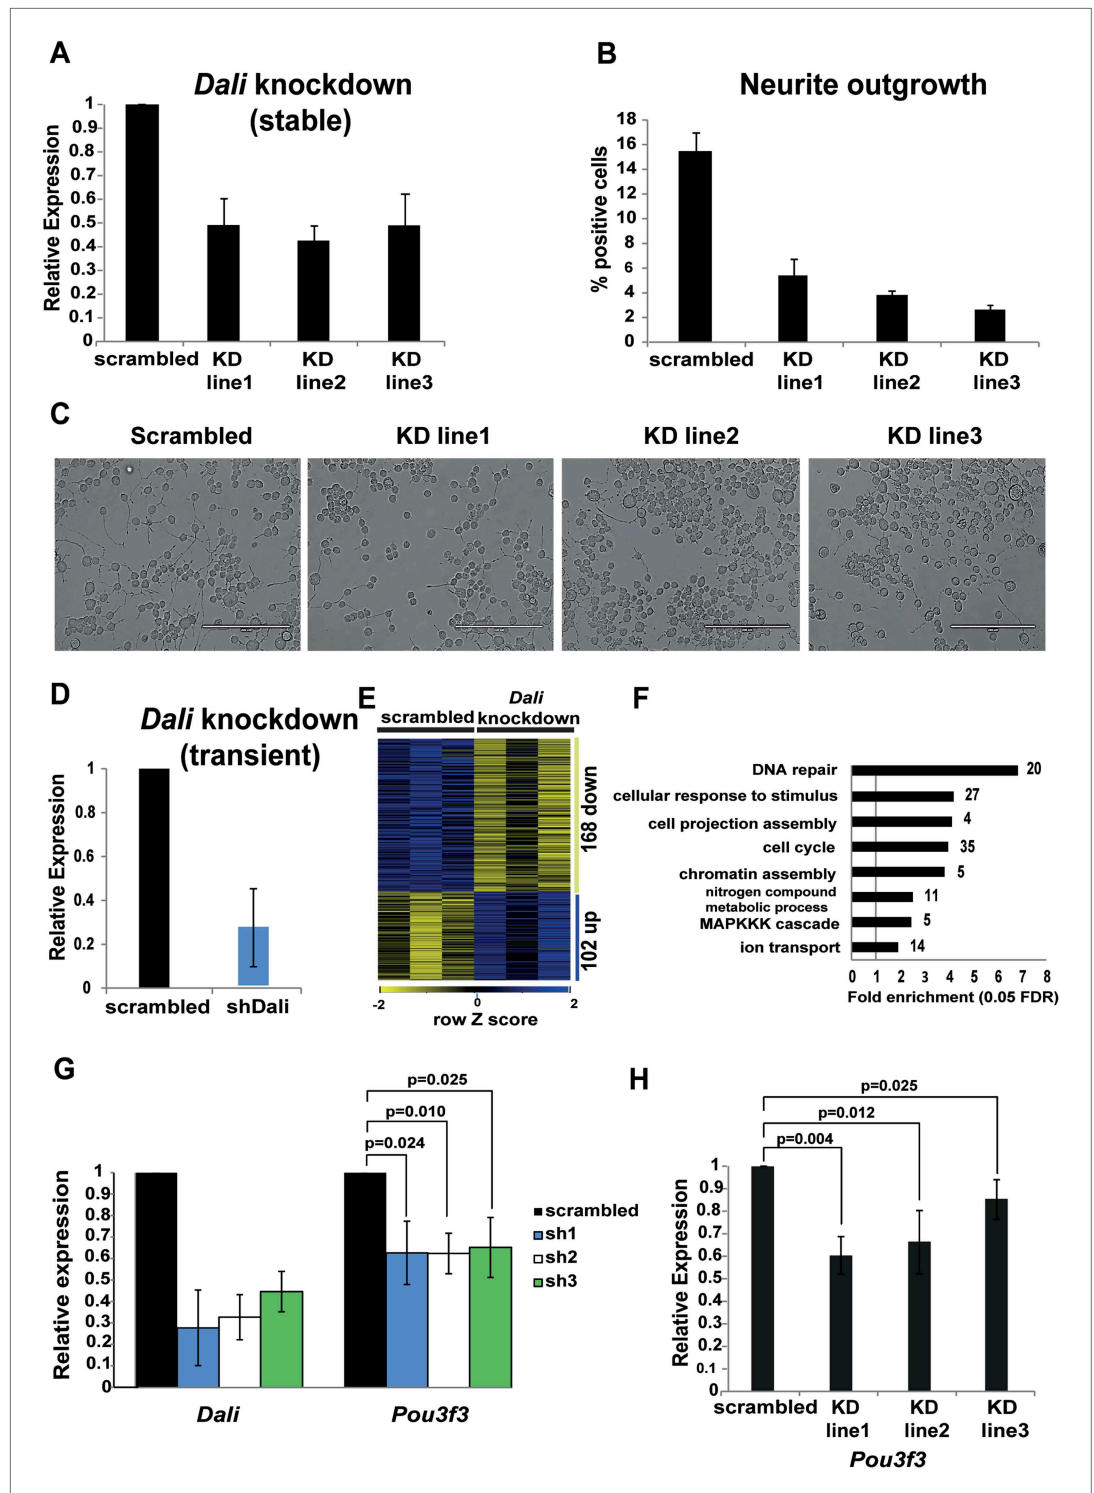 A
Dali knockdown
(stable)
Relative Expression
1
0.9
0.8
0.7
0.6
0.5
0.4
0.3
0.2
0.1
0
scrambled
KD
line1
KD
line2
KD
line3
B
Neurite outgrowth
% positive cells
18
16
14
12
10
8
6
4
2
0
scrambled
KD
line1
KD
line2
KD
line3
C
Scrambled
KD line1
KD line2
KD line3
D
Dali knockdown
(transient)
Relative Expression
1
0.8
0.6
0.4
0.2
0
scrambled
shDali
E
scrambled
Dali
knockdown
168 down
102 up
-2
0
2
row Z score
F
DNA repair
20
cellular response to stimulus
27
cell projection assembly
4
cell cycle
35
chromatin assembly
5
nitrogen compound
metabolic process
11
MAPKKK cascade
5
ion transport
14
0 1 2 3 4 5 6 7 8
Fold enrichment (0.05 FDR)
G
Relative expression
1
0.9
0.8
0.7
0.6
0.5
0.4
0.3
0.2
0.1
0
p=0.025
p=0.010
p=0.024
scrambled
sh1
sh2
sh3
Dali
Pou3f3
H
Relative Expression
1
0.9
0.8
0.7
0.6
0.5
0.4
0.3
0.2
0.1
0
p=0.025
p=0.012
p=0.004
scrambled
KD
line1
KD
line2
KD
line3
Pou3f3